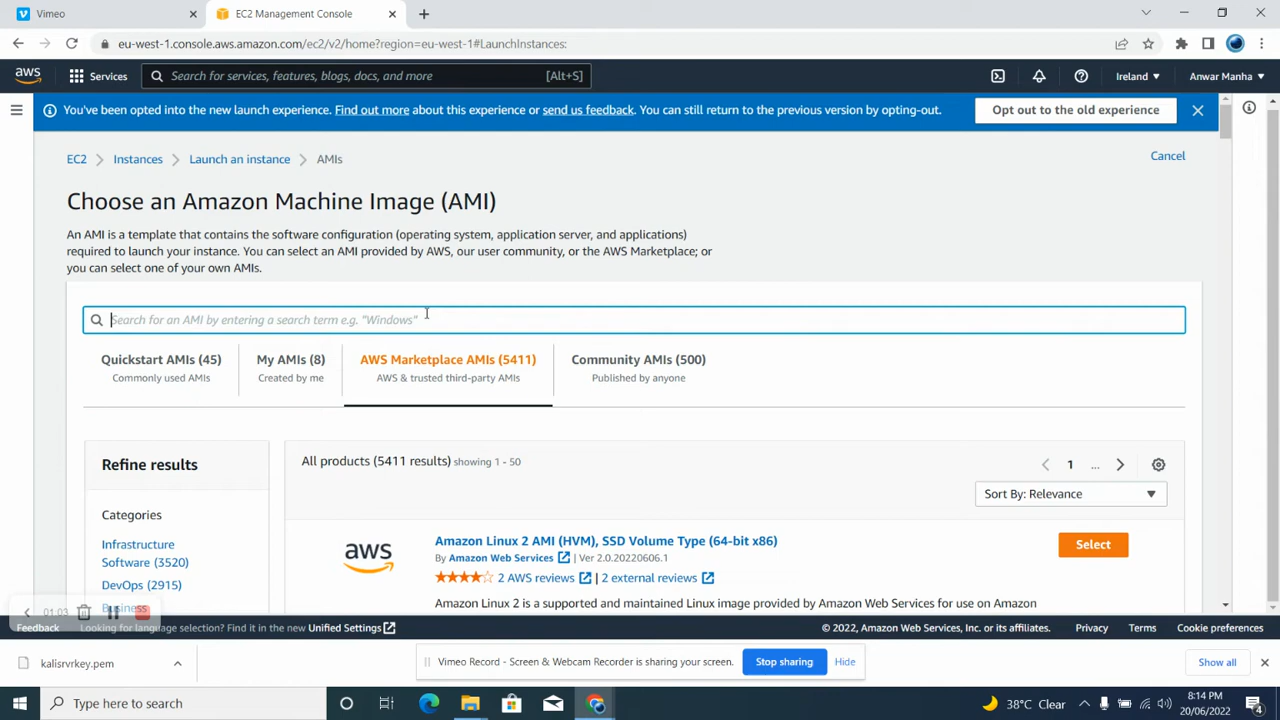 Vimeo
EC2 Management Console
eu-west-1.console.aws.amazon.com/ec2/v2/home?region=eu-west-1#LaunchInstances:
aws
Services
Search for services, features, blogs, docs, and more
[Alt+S]
Ireland
Anwar Manha
You've been opted into the new launch experience. Find out more about this experience or send us feedback. You can still return to the previous version by opting-out.
Opt out to the old experience
EC2 > Instances > Launch an instance > AMIs
Cancel
Choose an Amazon Machine Image (AMI)
An AMI is a template that contains the software configuration (operating system, application server, and applications)
required to launch your instance. You can select an AMI provided by AWS, our user community, or the AWS Marketplace; or
you can select one of your own AMIs.
Search for an AMI by entering a search term e.g. "Windows"
Quickstart AMIs (45)
Commonly used AMIs
My AMIs (8)
Created by me
AWS Marketplace AMIs (5411)
AWS & trusted third-party AMIs
Community AMIs (500)
Published by anyone
Refine results
Categories
Infrastructure
Software (3520)
DevOps (2915)
Business
All products (5411 results) showing 1 - 50
1 ...
Sort By: Relevance
aws
Amazon Linux 2 AMI (HVM), SSD Volume Type (64-bit x86)
By Amazon Web Services | Ver 2.0.20220606.1
2 AWS reviews | 2 external reviews
Amazon Linux 2 is a supported and maintained Linux image provided by Amazon Web Services for use on Amazon
Select
01:03
Feedback
Looking for language selection? Find it in the new Unified Settings
© 2022, Amazon Web Services, Inc. or its affiliates.
Privacy
Terms
Cookie preferences
kalisrvrkey.pem
Vimeo Record - Screen & Webcam Recorder is sharing your screen.
Stop sharing
Hide
Show all
Type here to search
38°C Clear
8:14 PM
20/06/2022
4